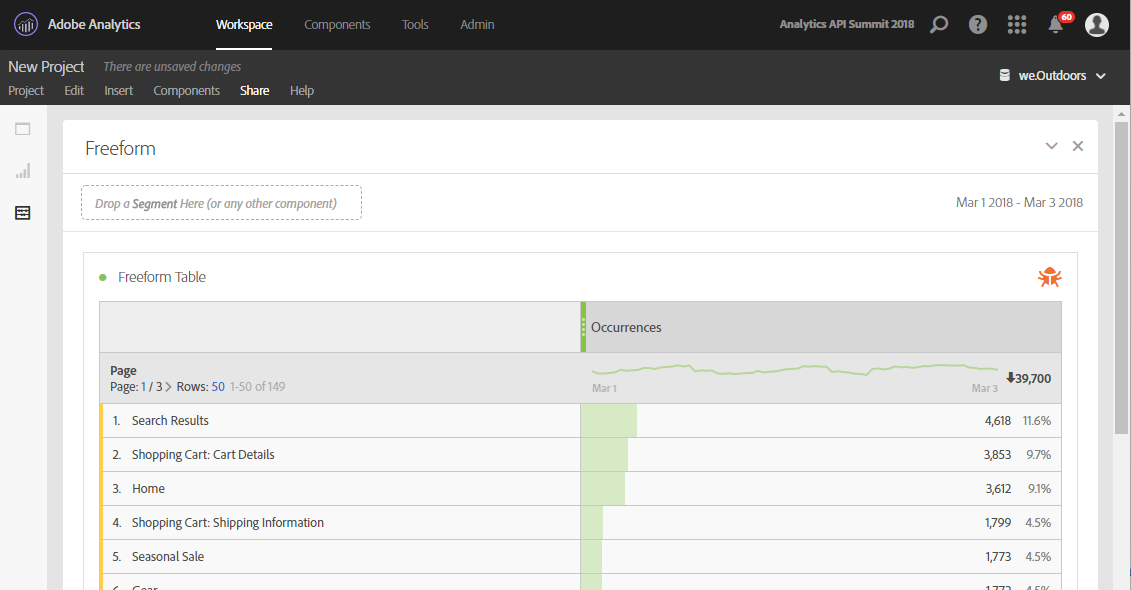 Adobe Analytics Workspace Components Tools Admin Analytics API Summit 2018 60
New Project There are unsaved changes
we.Outdoors
Project Edit Insert Components Share Help
Freeform
Drop a Segment Here (or any other component) Mar 1 2018 - Mar 3 2018
Freeform Table
Occurrences
Page
Page: 1 / 3 Rows: 50 1-50 of 149
Mar 1 Mar 3 39,700
1. Search Results 4,618 11.6%
2. Shopping Cart: Cart Details 3,853 9.7%
3. Home 3,612 9.1%
4. Shopping Cart: Shipping Information 1,799 4.5%
5. Seasonal Sale 1,773 4.5%
6. Gear 1,772 4.5%